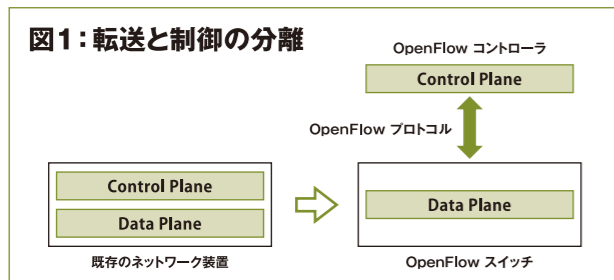 図1：転送と制御の分離
OpenFlow コントローラ
Control Plane
OpenFlow プロトコル
Control Plane
Data Plane
既存のネットワーク装置
Data Plane
OpenFlow スイッチ